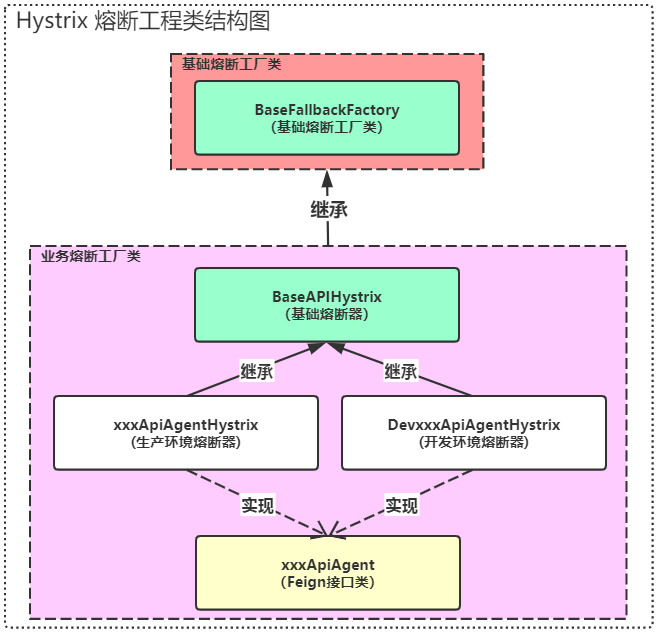 Hystrix 熔断工程类结构图
基础熔断工厂类
BaseFallbackFactory
（基础熔断工厂类）
继承
业务熔断工厂类
BaseAPIHystrix
（基础熔断器）
继承 继承
xxxApiAgentHystrix DevxxxApiAgentHystrix
（生产环境熔断器） （开发环境熔断器）
实现 实现
xxxApiAgent
（Feign接口类）